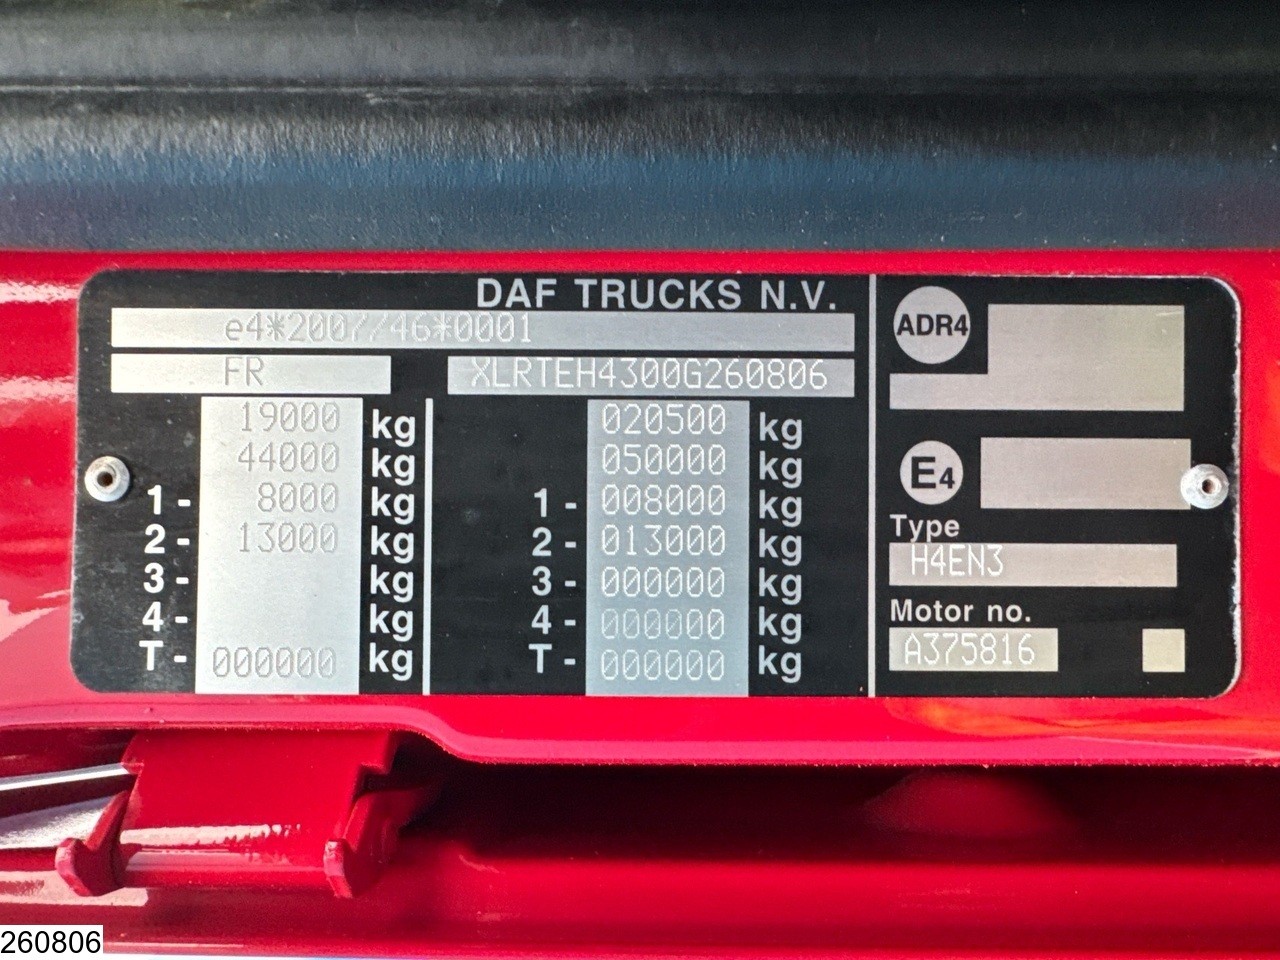 DAF TRUCKS N.V.
e4*2007/46*0001
FR XLRTEH4300G260806
19000 kg 020500 kg
44000 kg 050000 kg
1- 8000 kg 1- 008000 kg
2- 13000 kg 2- 013000 kg
3- kg 3- 000000 kg
4- kg 4- 000000 kg
T- 000000 kg T- 000000 kg
ADR4
E4
Type
H4EN3
Motor no.
A375816
260806